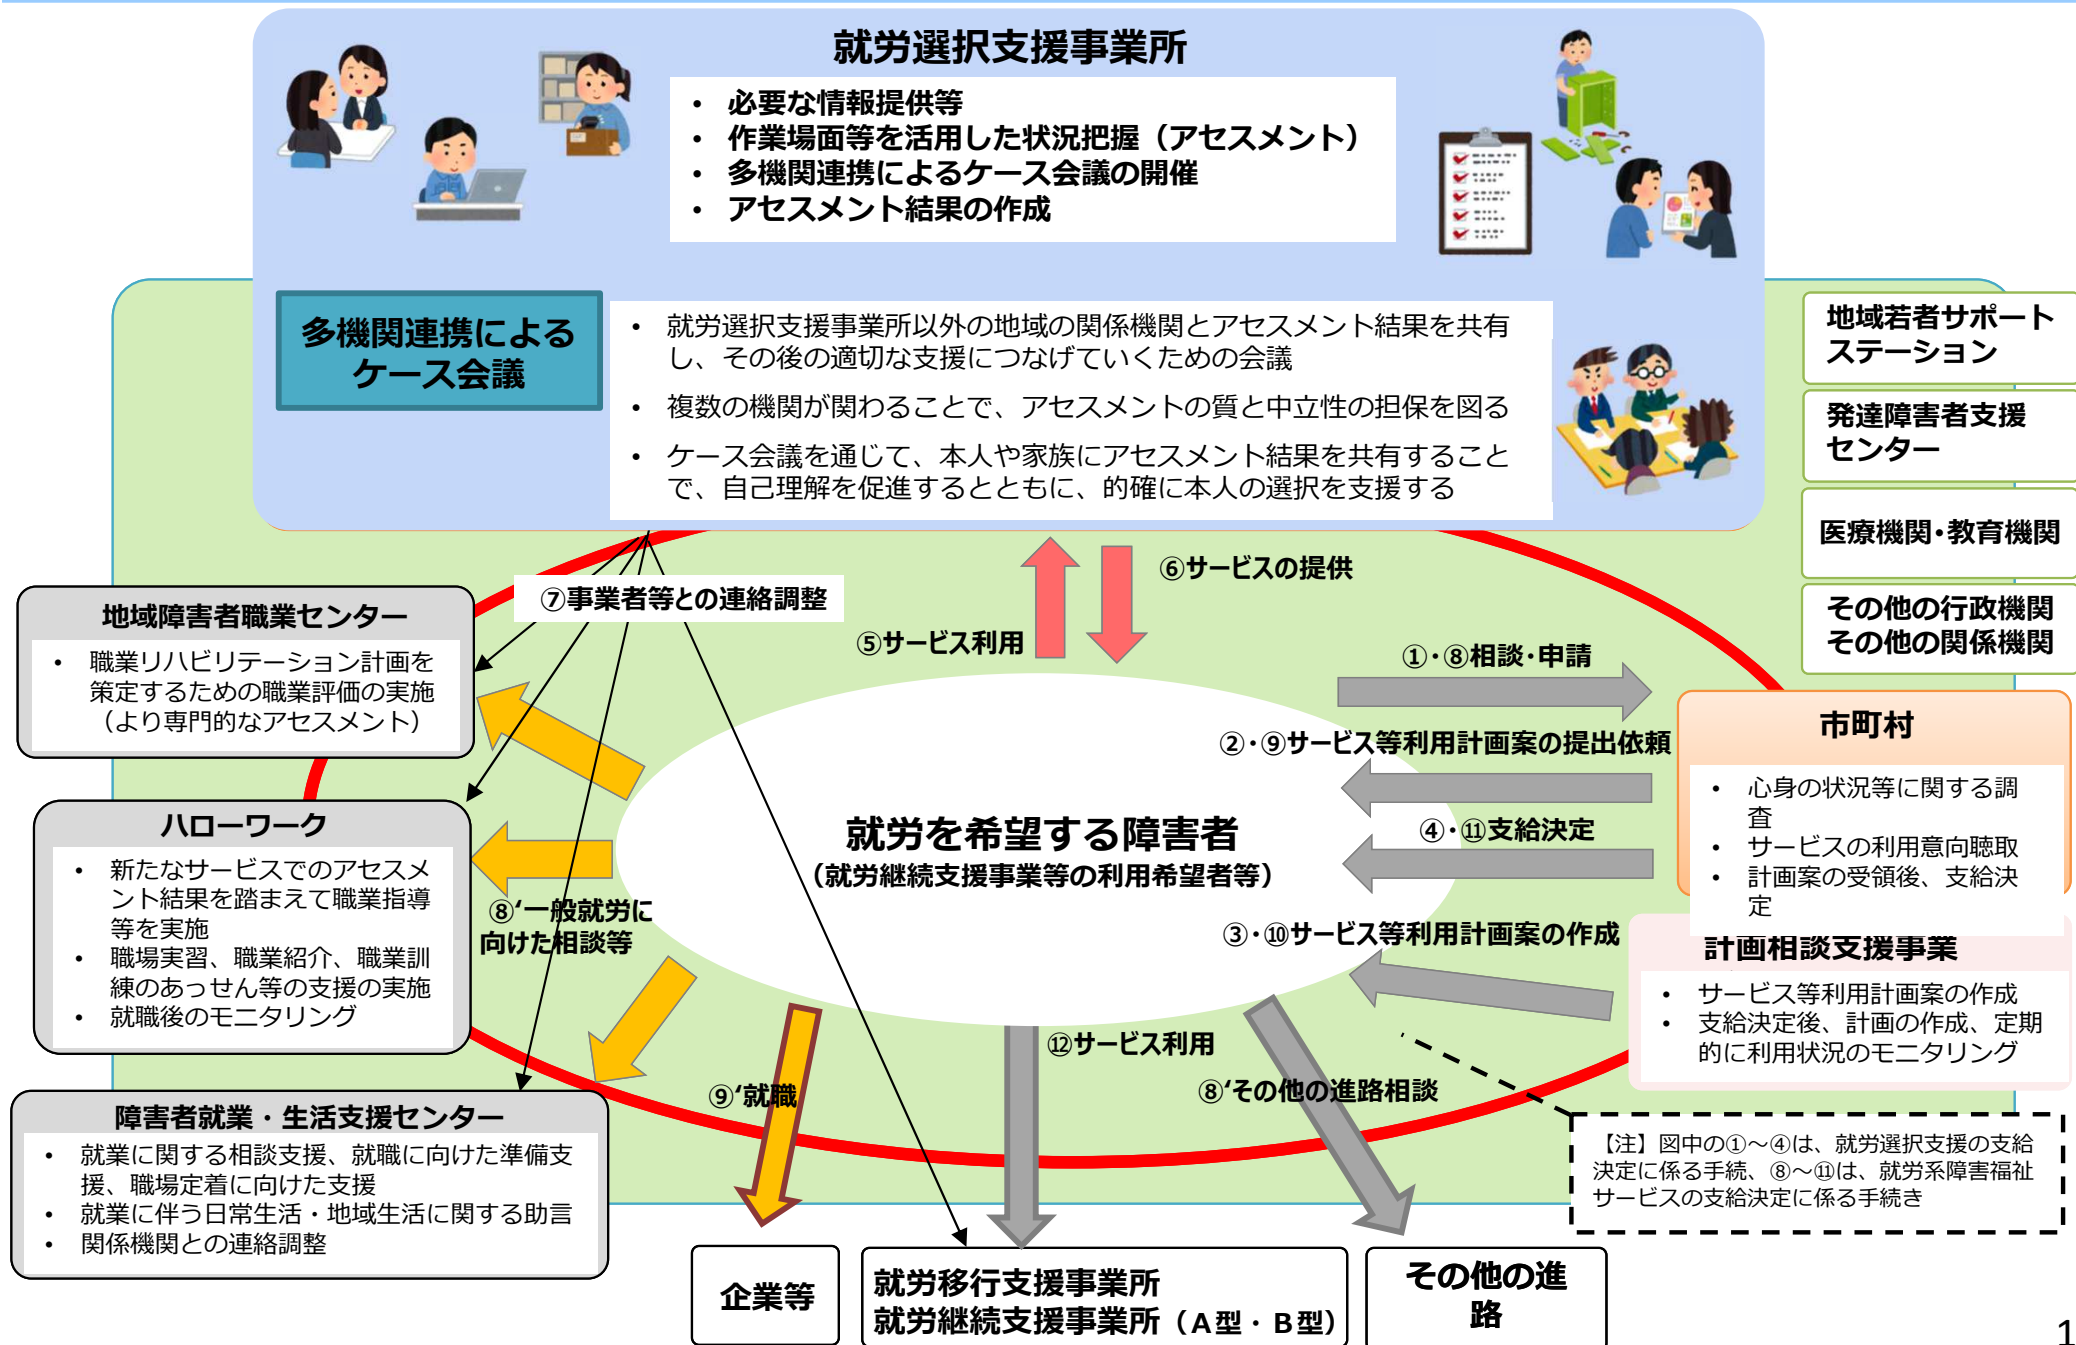 就労選択支援事業所
• 必要な情報提供等
• 作業場面等を活用した状況把握（アセスメント）
• 多機関連携によるケース会議の開催
• アセスメント結果の作成
多機関連携による
ケース会議
• 就労選択支援事業所以外の地域の関係機関とアセスメント結果を共有
し、その後の適切な支援につなげていくための会議
• 複数の機関が関わることで、アセスメントの質と中立性の担保を図る
• ケース会議を通じて、本人や家族にアセスメント結果を共有すること
で、自己理解を促進するとともに、的確に本人の選択を支援する
地域若者サポート
ステーション
発達障害者支援
センター
医療機関・教育機関
その他の行政機関
その他の関係機関
⑥サービスの提供
⑦事業者等との連絡調整
⑤サービス利用
①・⑧相談・申請
②・⑨サービス等利用計画案の提出依頼
④・⑪支給決定
③・⑩サービス等利用計画案の作成
地域障害者職業センター
• 職業リハビリテーション計画を
策定するための職業評価の実施
（より専門的なアセスメント）
ハローワーク
• 新たなサービスでのアセスメ
ント結果を踏まえて職業指導
等を実施
• 職場実習、職業紹介、職業訓
練のあっせん等の支援の実施
• 就職後のモニタリング
障害者就業・生活支援センター
• 就業に関する相談支援、就職に向けた準備支
援、職場定着に向けた支援
• 就業に伴う日常生活・地域生活に関する助言
• 関係機関との連絡調整
就労を希望する障害者
（就労継続支援事業等の利用希望者等）
⑧‘一般就労に
向けた相談等
⑨‘就職
⑫サービス利用
⑧‘その他の進路相談
市町村
• 心身の状況等に関する調
査
• サービスの利用意向聴取
• 計画案の受領後、支給決
定
計画相談支援事業
• サービス等利用計画案の作成
• 支給決定後、計画の作成、定期
的に利用状況のモニタリング
【注】図中の①～④は、就労選択支援の支給
決定に係る手続、⑧～⑪は、就労系障害福祉
サービスの支給決定に係る手続き
企業等
就労移行支援事業所
就労継続支援事業所（A型・B型）
その他の進
路
1